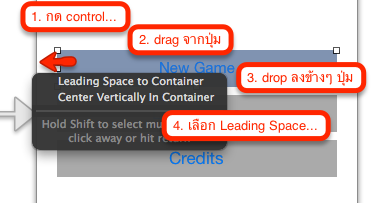 1. กด control...
2. drag จากปุ่ม
New Game
3. drop ลงข้างๆ ปุ่ม
Leading Space to Container
Center Vertically In Container
Hold Shift to select mu
click away or hit retu
4. เลือก Leading Space...
Credits